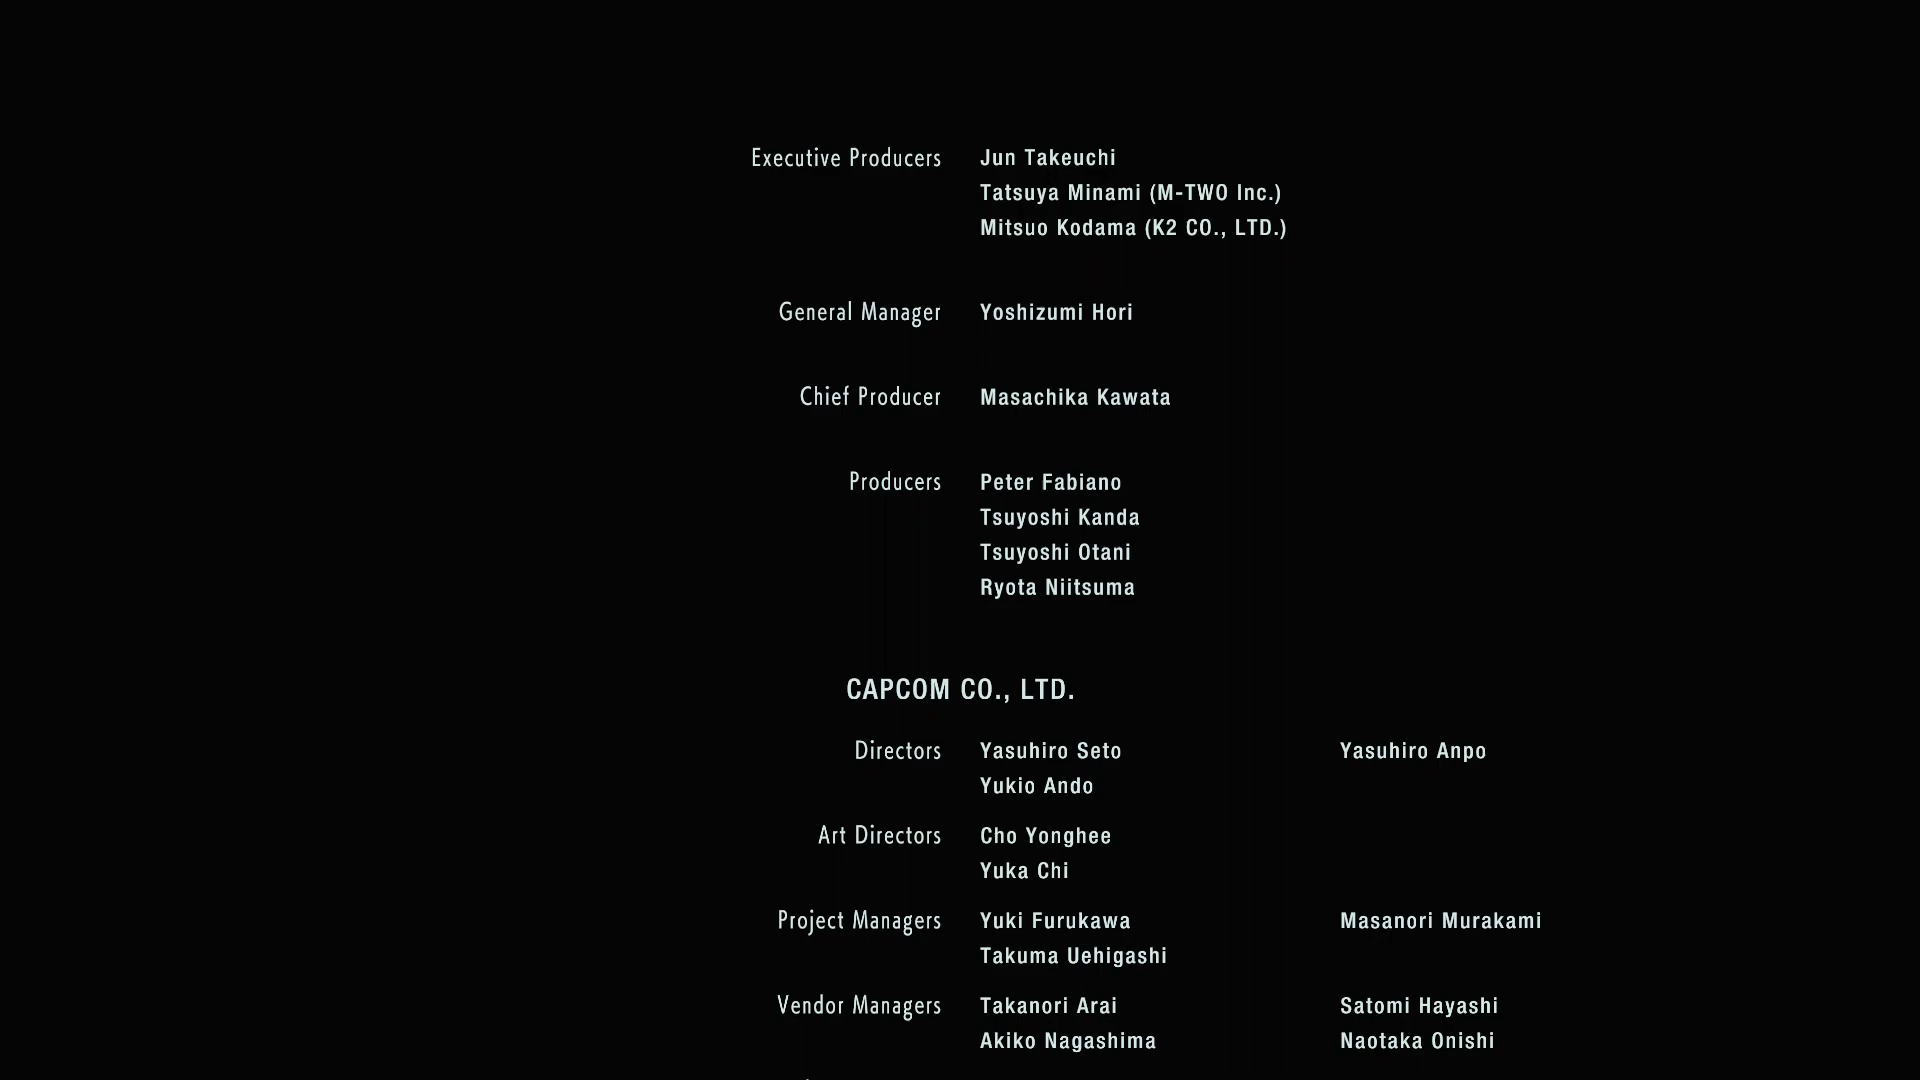 Executive Producers Jun Takeuchi
Tatsuya Minami (M-TWO Inc.)
Mitsuo Kodama (K2 CO., LTD.)
General Manager Yoshizumi Hori
Chief Producer Masachika Kawata
Producers Peter Fabiano
Tsuyoshi Kanda
Tsuyoshi Otani
Ryota Niitsuma
CAPCOM CO., LTD.
Directors Yasuhiro Seto Yasuhiro Anpo
Yukio Ando
Art Directors Cho Yonghee
Yuka Chi
Project Managers Yuki Furukawa Masanori Murakami
Takuma Uehigashi
Vendor Managers Takanori Arai Satomi Hayashi
Akiko Nagashima Naotaka Onishi